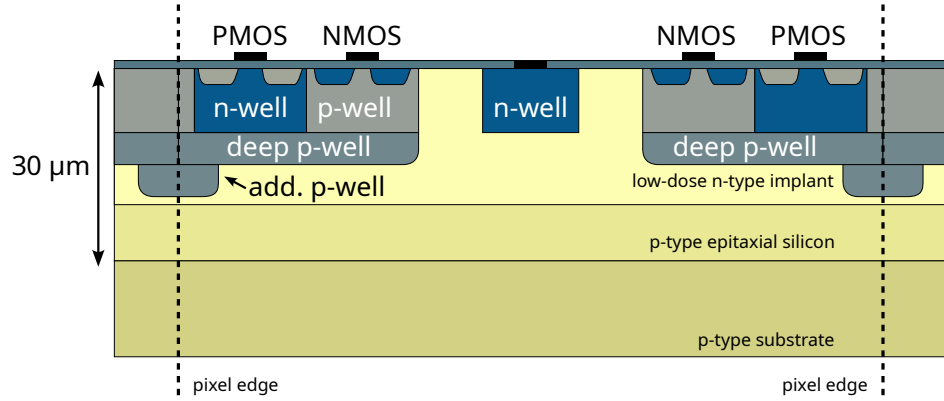 PMOS NMOS NMOS PMOS
n-well p-well n-well
deep p-well deep p-well
30 μm
add. p-well low-dose n-type implant
p-type epitaxial silicon
p-type substrate
pixel edge pixel edge